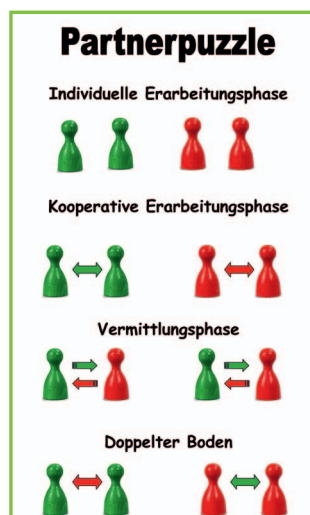 Partnerpuzzle
Individuelle Erarbeitungsphase
Kooperative Erarbeitungsphase
Vermittlungsphase
Doppelter Boden